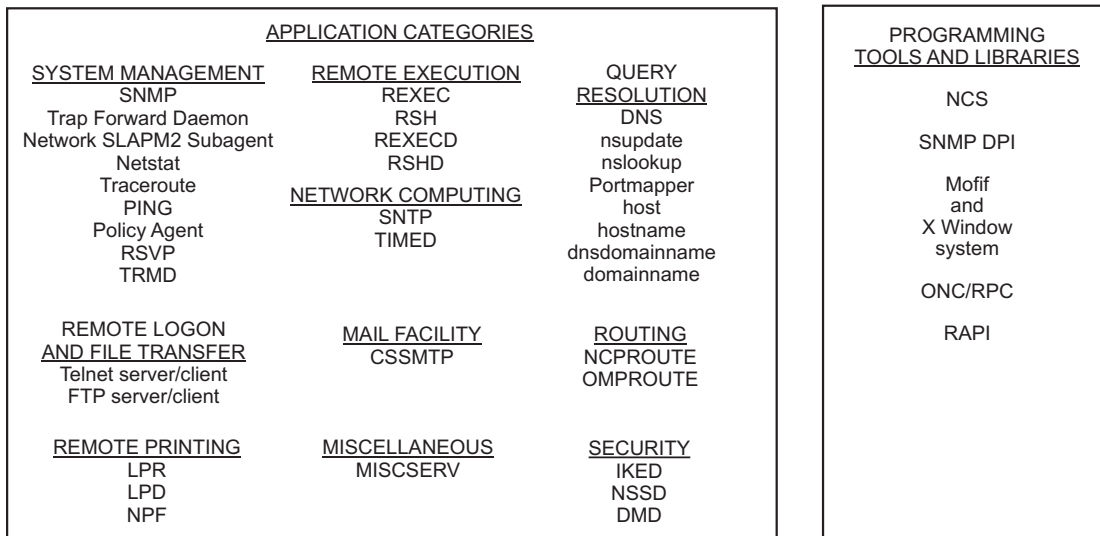 APPLICATION CATEGORIES
SYSTEM MANAGEMENT
SNMP
Trap Forward Daemon
Network SLAPM2 Subagent
Netstat
Traceroute
PING
Policy Agent
RSVP
TRMD
REMOTE EXECUTION
REXEC
RSH
REXECD
RSHD
NETWORK COMPUTING
SNTP
TIMED
QUERY
RESOLUTION
DNS
nsupdate
nslookup
Portmapper
host
hostname
dnsdomainname
domainname
REMOTE LOGON
AND FILE TRANSFER
Telnet server/client
FTP server/client
MAIL FACILITY
CSSMTP
ROUTING
NCPROUTE
OMPROUTE
REMOTE PRINTING
LPR
LPD
NPF
MISCELLANEOUS
MISCSERV
SECURITY
IKED
NSSD
DMD
PROGRAMMING
TOOLS AND LIBRARIES
NCS
SNMP DPI
Mofif
and
X Window
system
ONC/RPC
RAPI